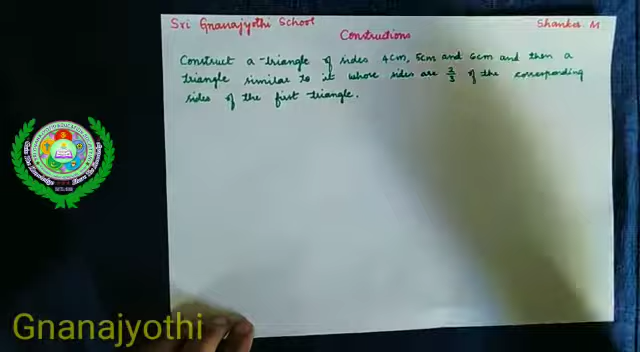 Sri Gnanajyothi School Shankar M.
Constructions
Construct a triangle of sides 4cm, 5cm and 6cm and then a
triangle similar to it whose sides are 2/3 of the corresponding
sides of the first triangle.
Gnanajyothi